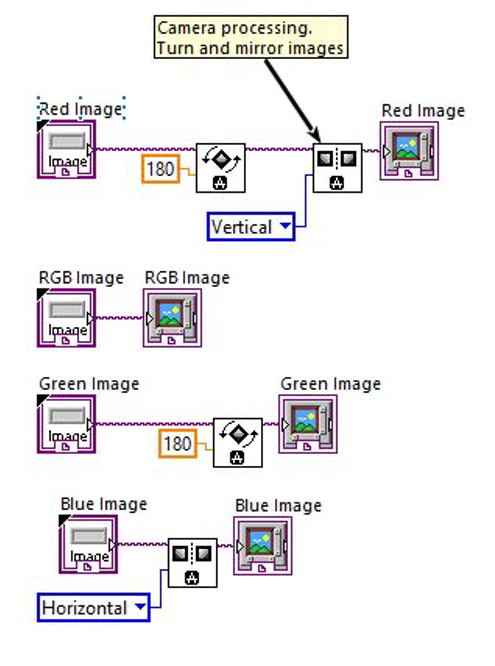 Camera processing.
Turn and mirror images
Red Image
Red Image
Image
180
Vertical
RGB Image
RGB Image
Image
Green Image
Green Image
Image
180
Blue Image
Blue Image
Image
Horizontal